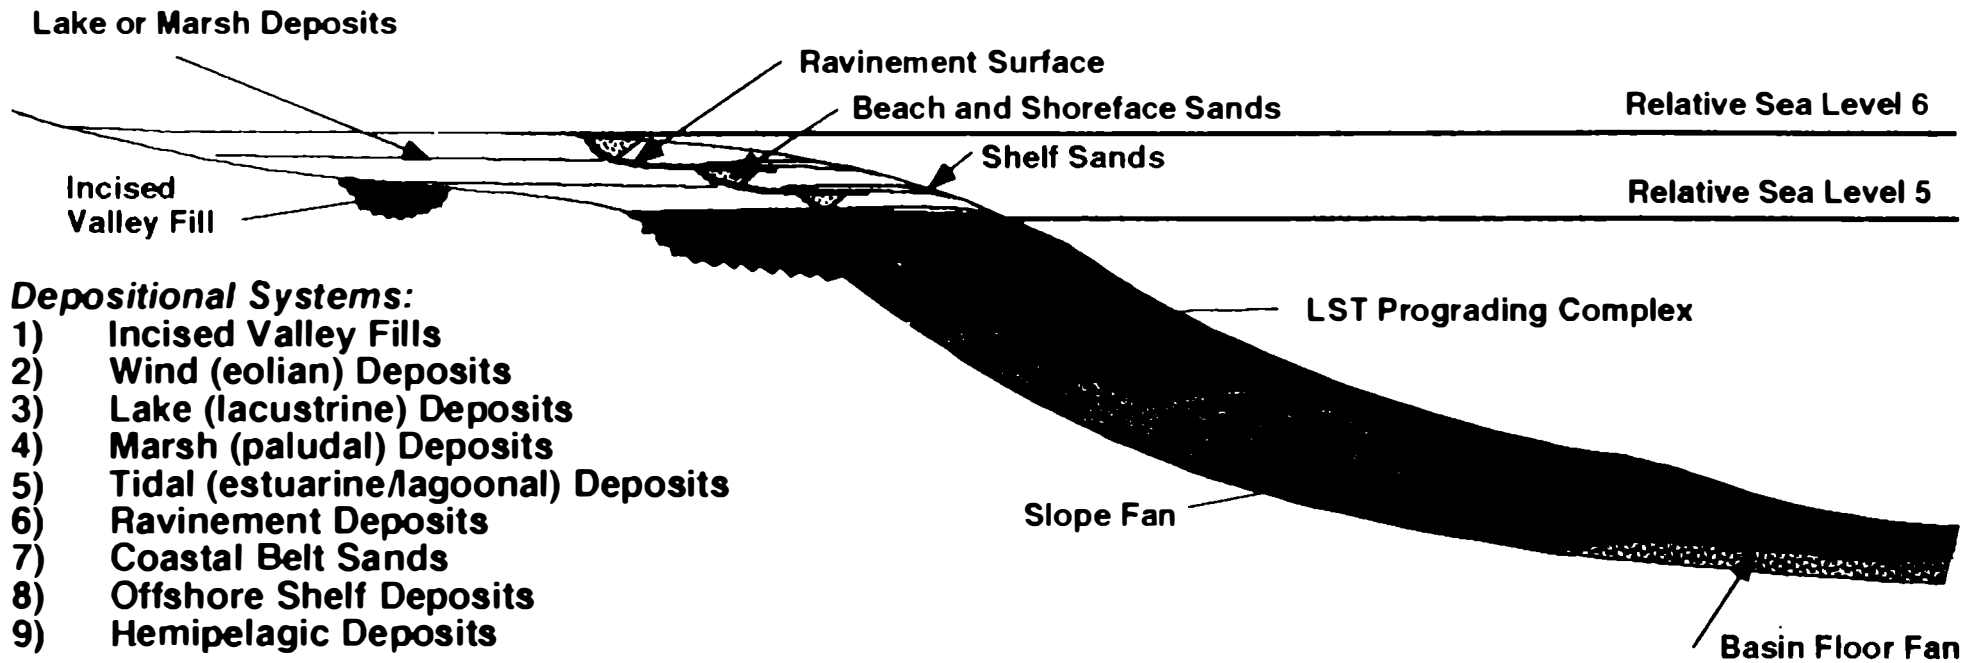 Lake or Marsh Deposits
Ravinement Surface
Beach and Shoreface Sands
Relative Sea Level 6
Shelf Sands
Incised
Valley Fill
Relative Sea Level 5
Depositional Systems:
1) Incised Valley Fills
2) Wind (eolian) Deposits
3) Lake (lacustrine) Deposits
4) Marsh (paludal) Deposits
5) Tidal (estuarine/lagoonal) Deposits
6) Ravinement Deposits
7) Coastal Belt Sands
8) Offshore Shelf Deposits
9) Hemipelagic Deposits
LST Prograding Complex
Slope Fan
Basin Floor Fan